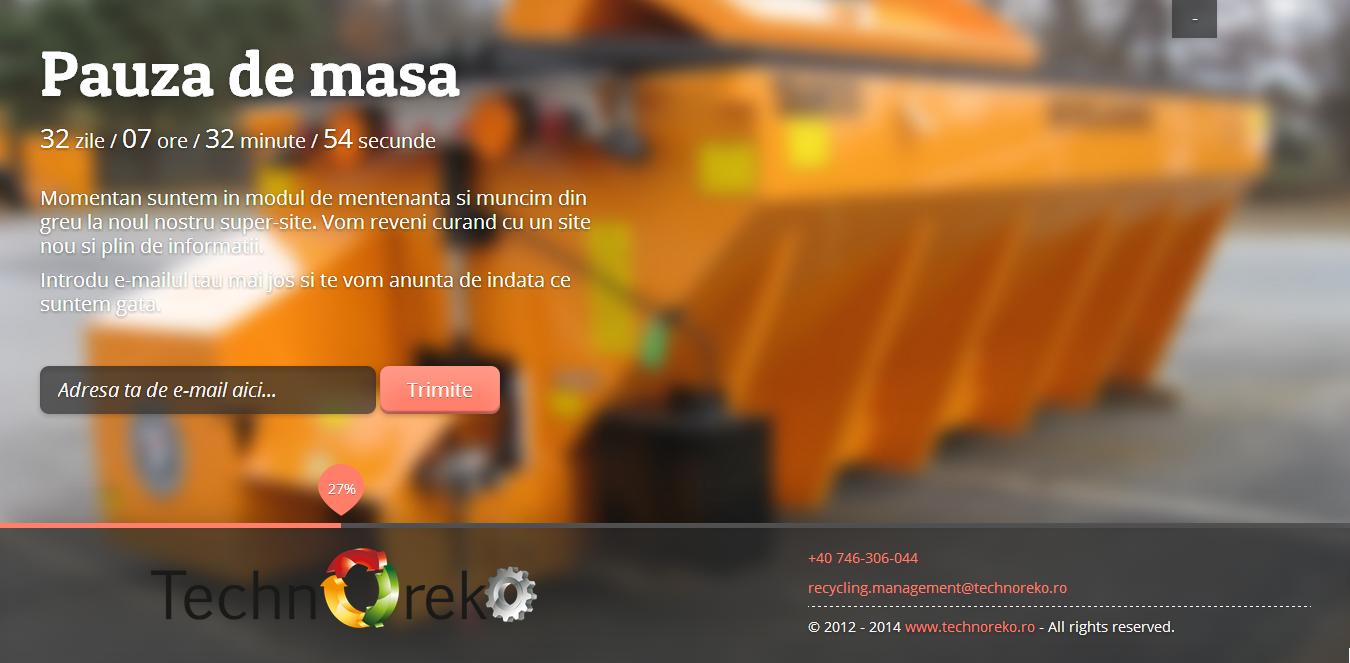 -
Pauza de masa
32 zile / 07 ore / 32 minute / 54 secunde
Momentan suntem in modul de mentenanta si muncim din
greu la noul nostru super-site. Vom reveni curand cu un site
nou si plin de informatii.
Introdu e-mailul tau mai jos si te vom anunta de indata ce
suntem gata.
Adresa ta de e-mail aici...
Trimite
27%
TechnOreko
+40 746-306-044
recycling.management@technoreko.ro
© 2012 - 2014 www.technoreko.ro - All rights reserved.